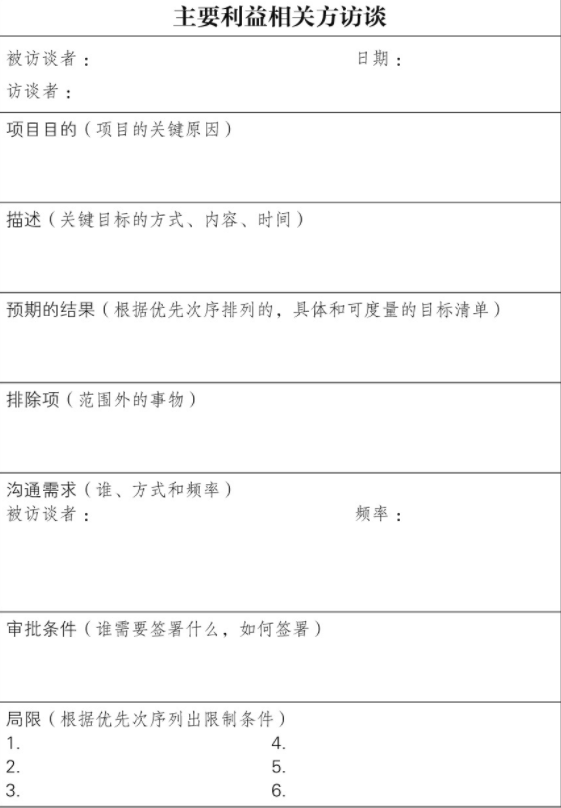 主要利益相关方访谈
被访谈者： 日期：
访谈者：
项目目的（项目的关键原因）
描述（关键目标的方式、内容、时间）
预期的结果（根据优先次序排列的，具体和可度量的目标清单）
排除项（范围外的事物）
沟通需求（谁、方式和频率）
被访谈者： 频率：
审批条件（谁需要签署什么，如何签署）
局限（根据优先次序列出限制条件）
1. 4.
2. 5.
3. 6.